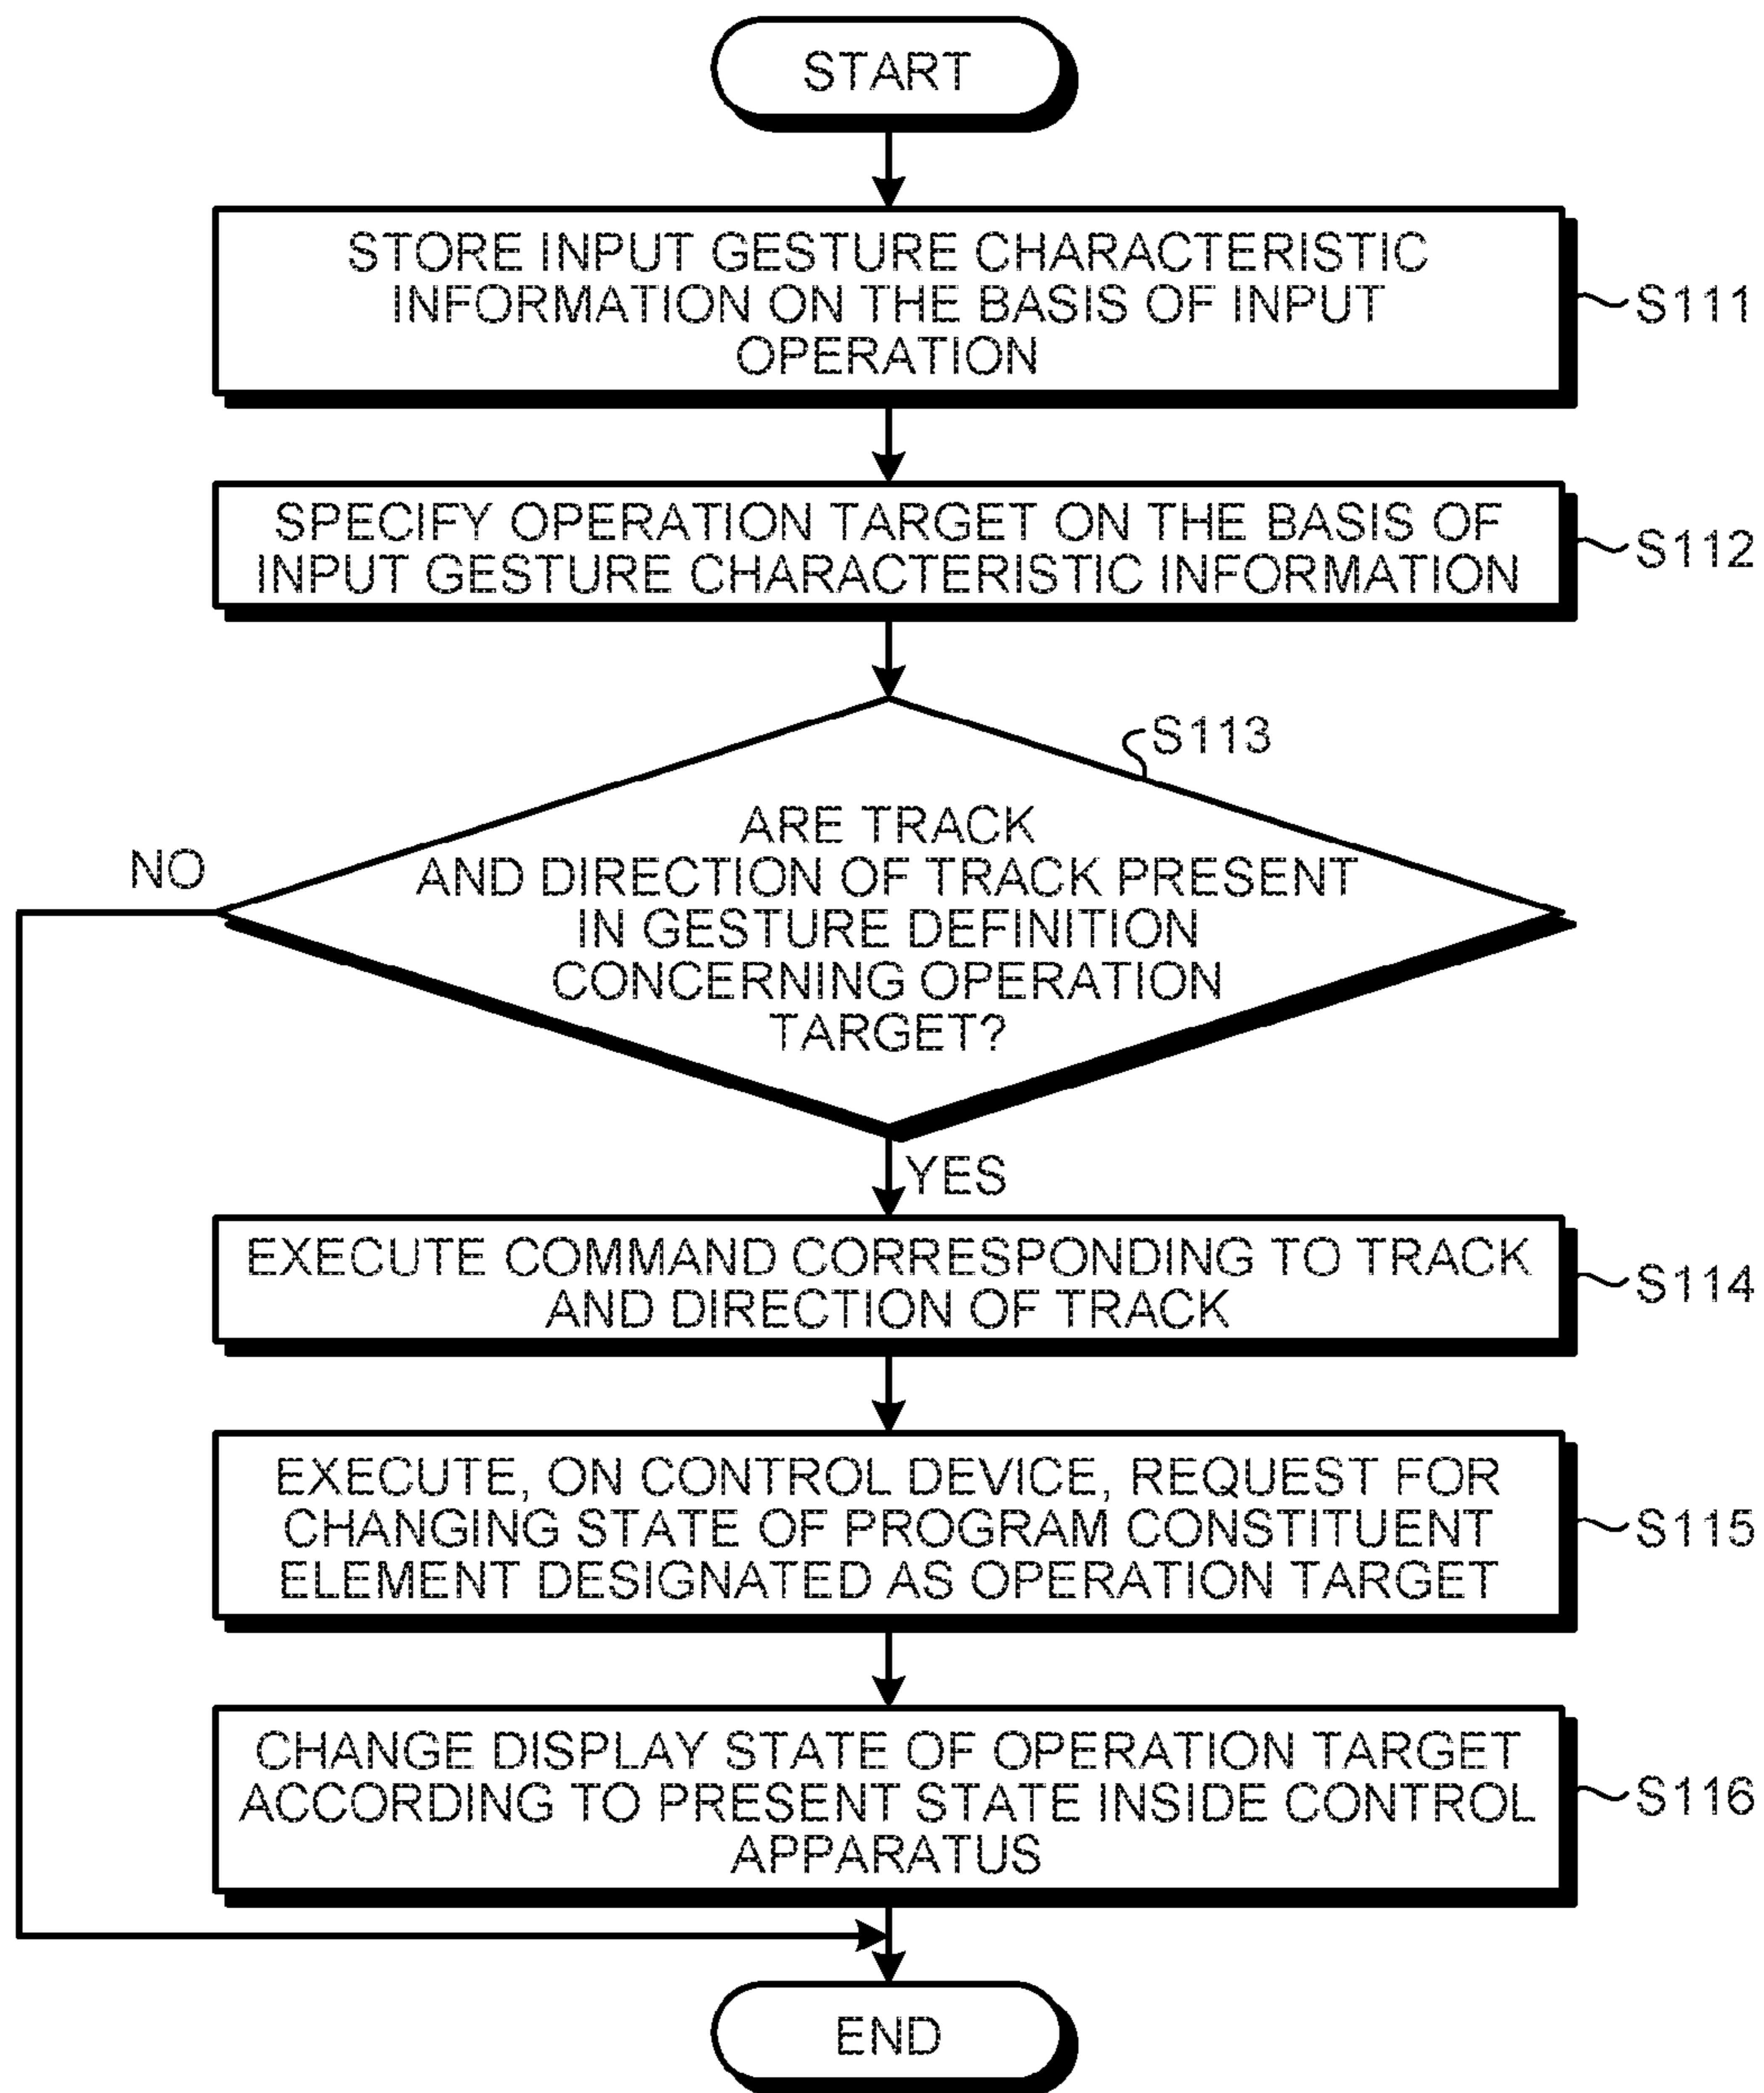 START
STORE INPUT GESTURE CHARACTERISTIC
INFORMATION ON THE BASIS OF INPUT
OPERATION
S111
SPECIFY OPERATION TARGET ON THE BASIS OF
INPUT GESTURE CHARACTERISTIC INFORMATION
S112
S113
ARE TRACK
AND DIRECTION OF TRACK PRESENT
IN GESTURE DEFINITION
CONCERNING OPERATION
TARGET?
NO
YES
EXECUTE COMMAND CORRESPONDING TO TRACK
AND DIRECTION OF TRACK
S114
EXECUTE, ON CONTROL DEVICE, REQUEST FOR
CHANGING STATE OF PROGRAM CONSTITUENT
ELEMENT DESIGNATED AS OPERATION TARGET
S115
CHANGE DISPLAY STATE OF OPERATION TARGET
ACCORDING TO PRESENT STATE INSIDE CONTROL
APPARATUS
S116
END